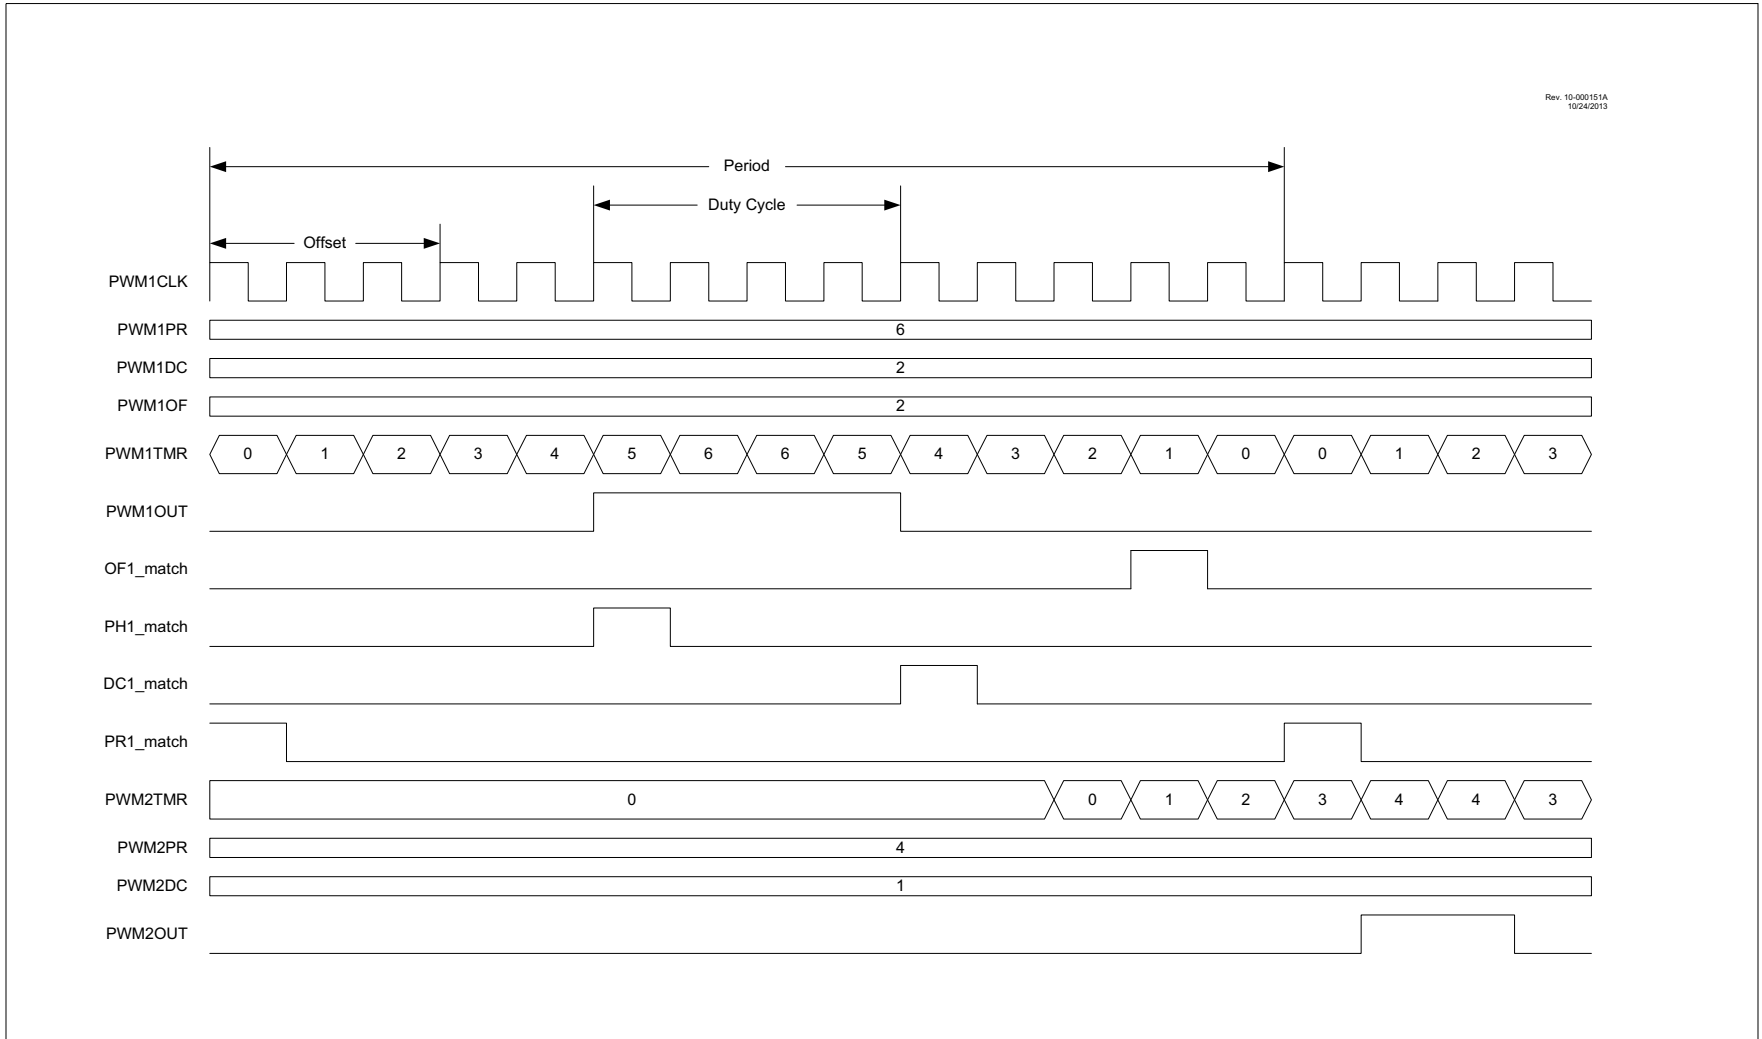 Rev. 10-000151A
10/24/2013
Period
Duty Cycle
Offset
PWM1CLK
PWM1PR 6
PWM1DC 2
PWM1OF 2
PWM1TMR 0 1 2 3 4 5 6 6 5 4 3 2 1 0 0 1 2 3
PWM1OUT
OF1_match
PH1_match
DC1_match
PR1_match
PWM2TMR 0 0 1 2 3 4 4 3
PWM2PR 4
PWM2DC 1
PWM2OUT